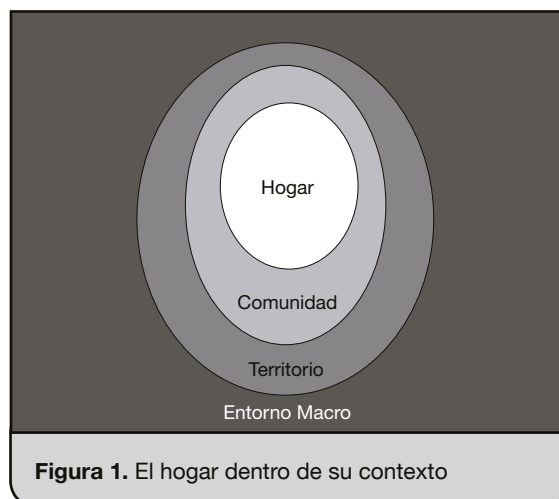 Hogar
Comunidad
Territorio
Entorno Macro
Figura 1. El hogar dentro de su contexto